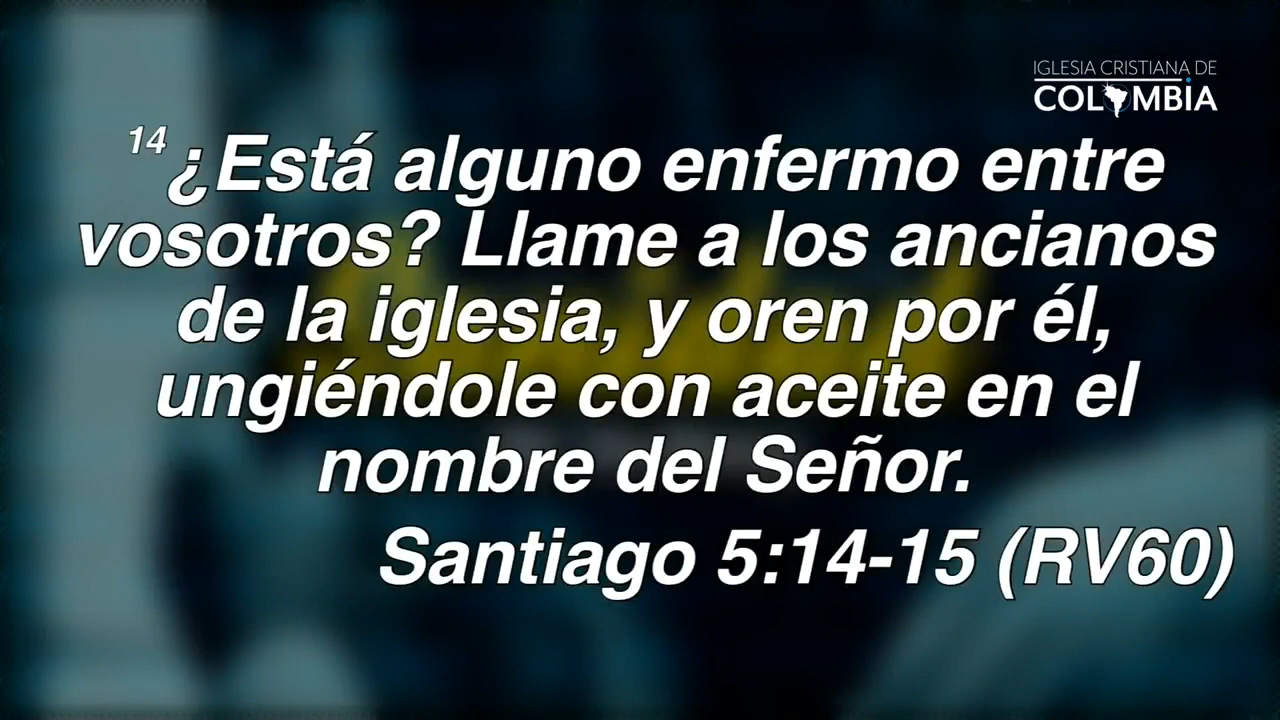 IGLESIA CRISTIANA DE
COLOMBIA
14 ¿Está alguno enfermo entre
vosotros? Llame a los ancianos
de la iglesia, y oren por él,
ungiéndole con aceite en el
nombre del Señor.
Santiago 5:14-15 (RV60)